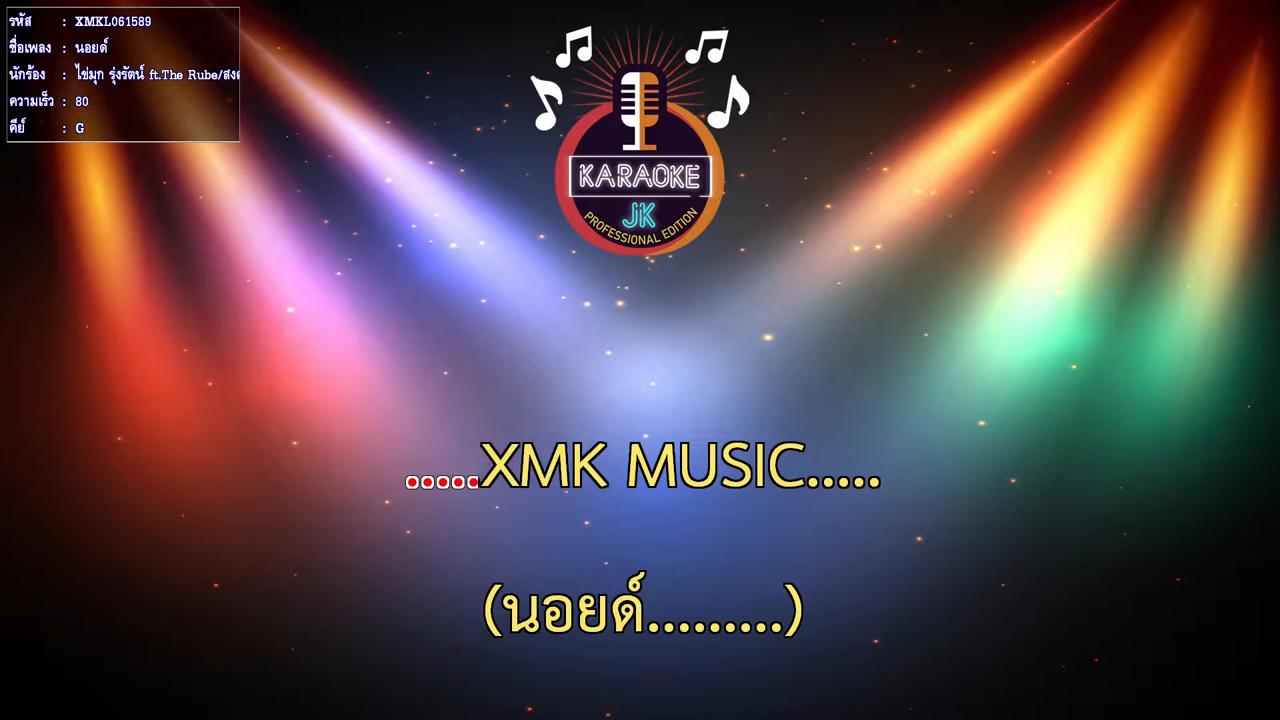 รหัส : XMKL061589
ชื่อเพลง : นอยด์
นักร้อง : ไข่มุก รุ่งรัตน์ ft.The Rube/สง
ความเร็ว : 80
คีย์ : G
KARAOKE
JK
PROFESSIONAL EDITION
.....XMK MUSIC.....
(นอยด์.........)